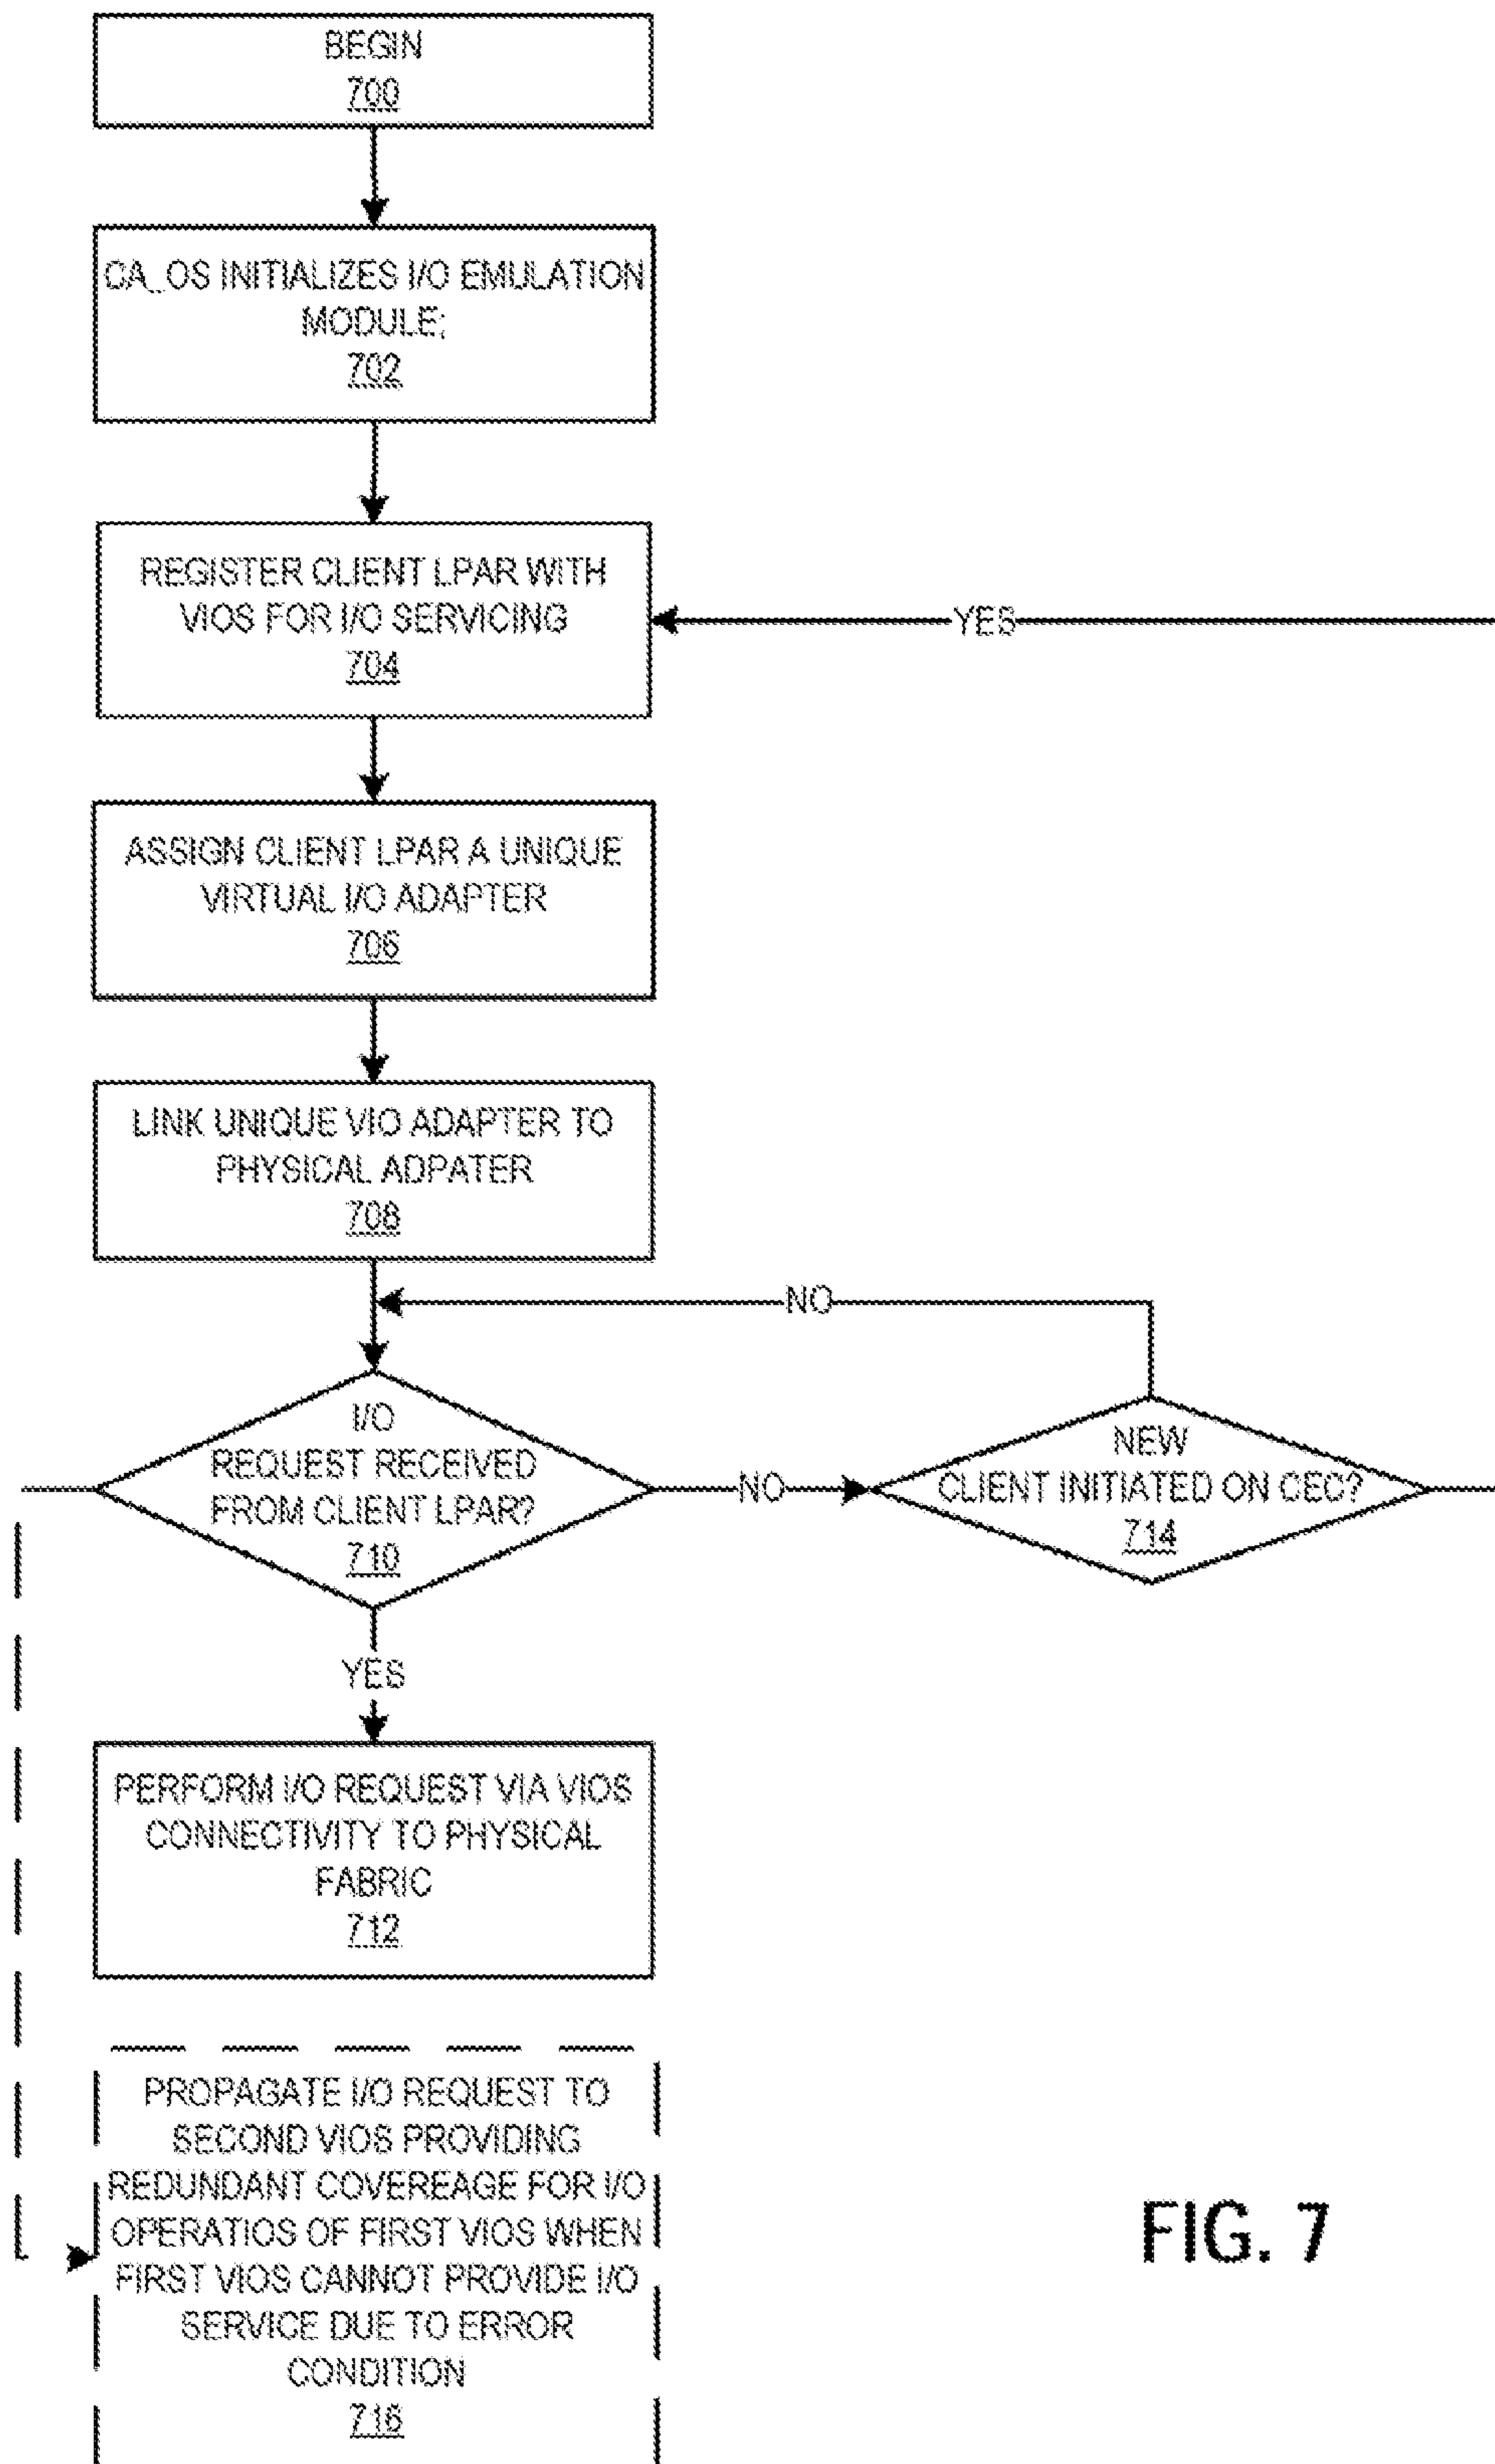 BEGIN
700
CA_OS INITIALIZES I/O EMULATION
MODULE;
702
REGISTER CLIENT LPAR WITH
VIOS FOR I/O SERVICING
704
YES
ASSIGN CLIENT LPAR A UNIQUE
VIRTUAL I/O ADAPTER
706
LINK UNIQUE VIO ADAPTER TO
PHYSICAL ADPATER
708
NO
I/O
REQUEST RECEIVED
FROM CLIENT LPAR?
710
NO
NEW
CLIENT INITIATED ON CEC?
714
YES
PERFORM I/O REQUEST VIA VIOS
CONNECTIVITY TO PHYSICAL
FABRIC
712
PROPAGATE I/O REQUEST TO
SECOND VIOS PROVIDING
REDUNDANT COVEREAGE FOR I/O
OPERATIOS OF FIRST VIOS WHEN
FIRST VIOS CANNOT PROVIDE I/O
SERVICE DUE TO ERROR
CONDITION
716
FIG. 7